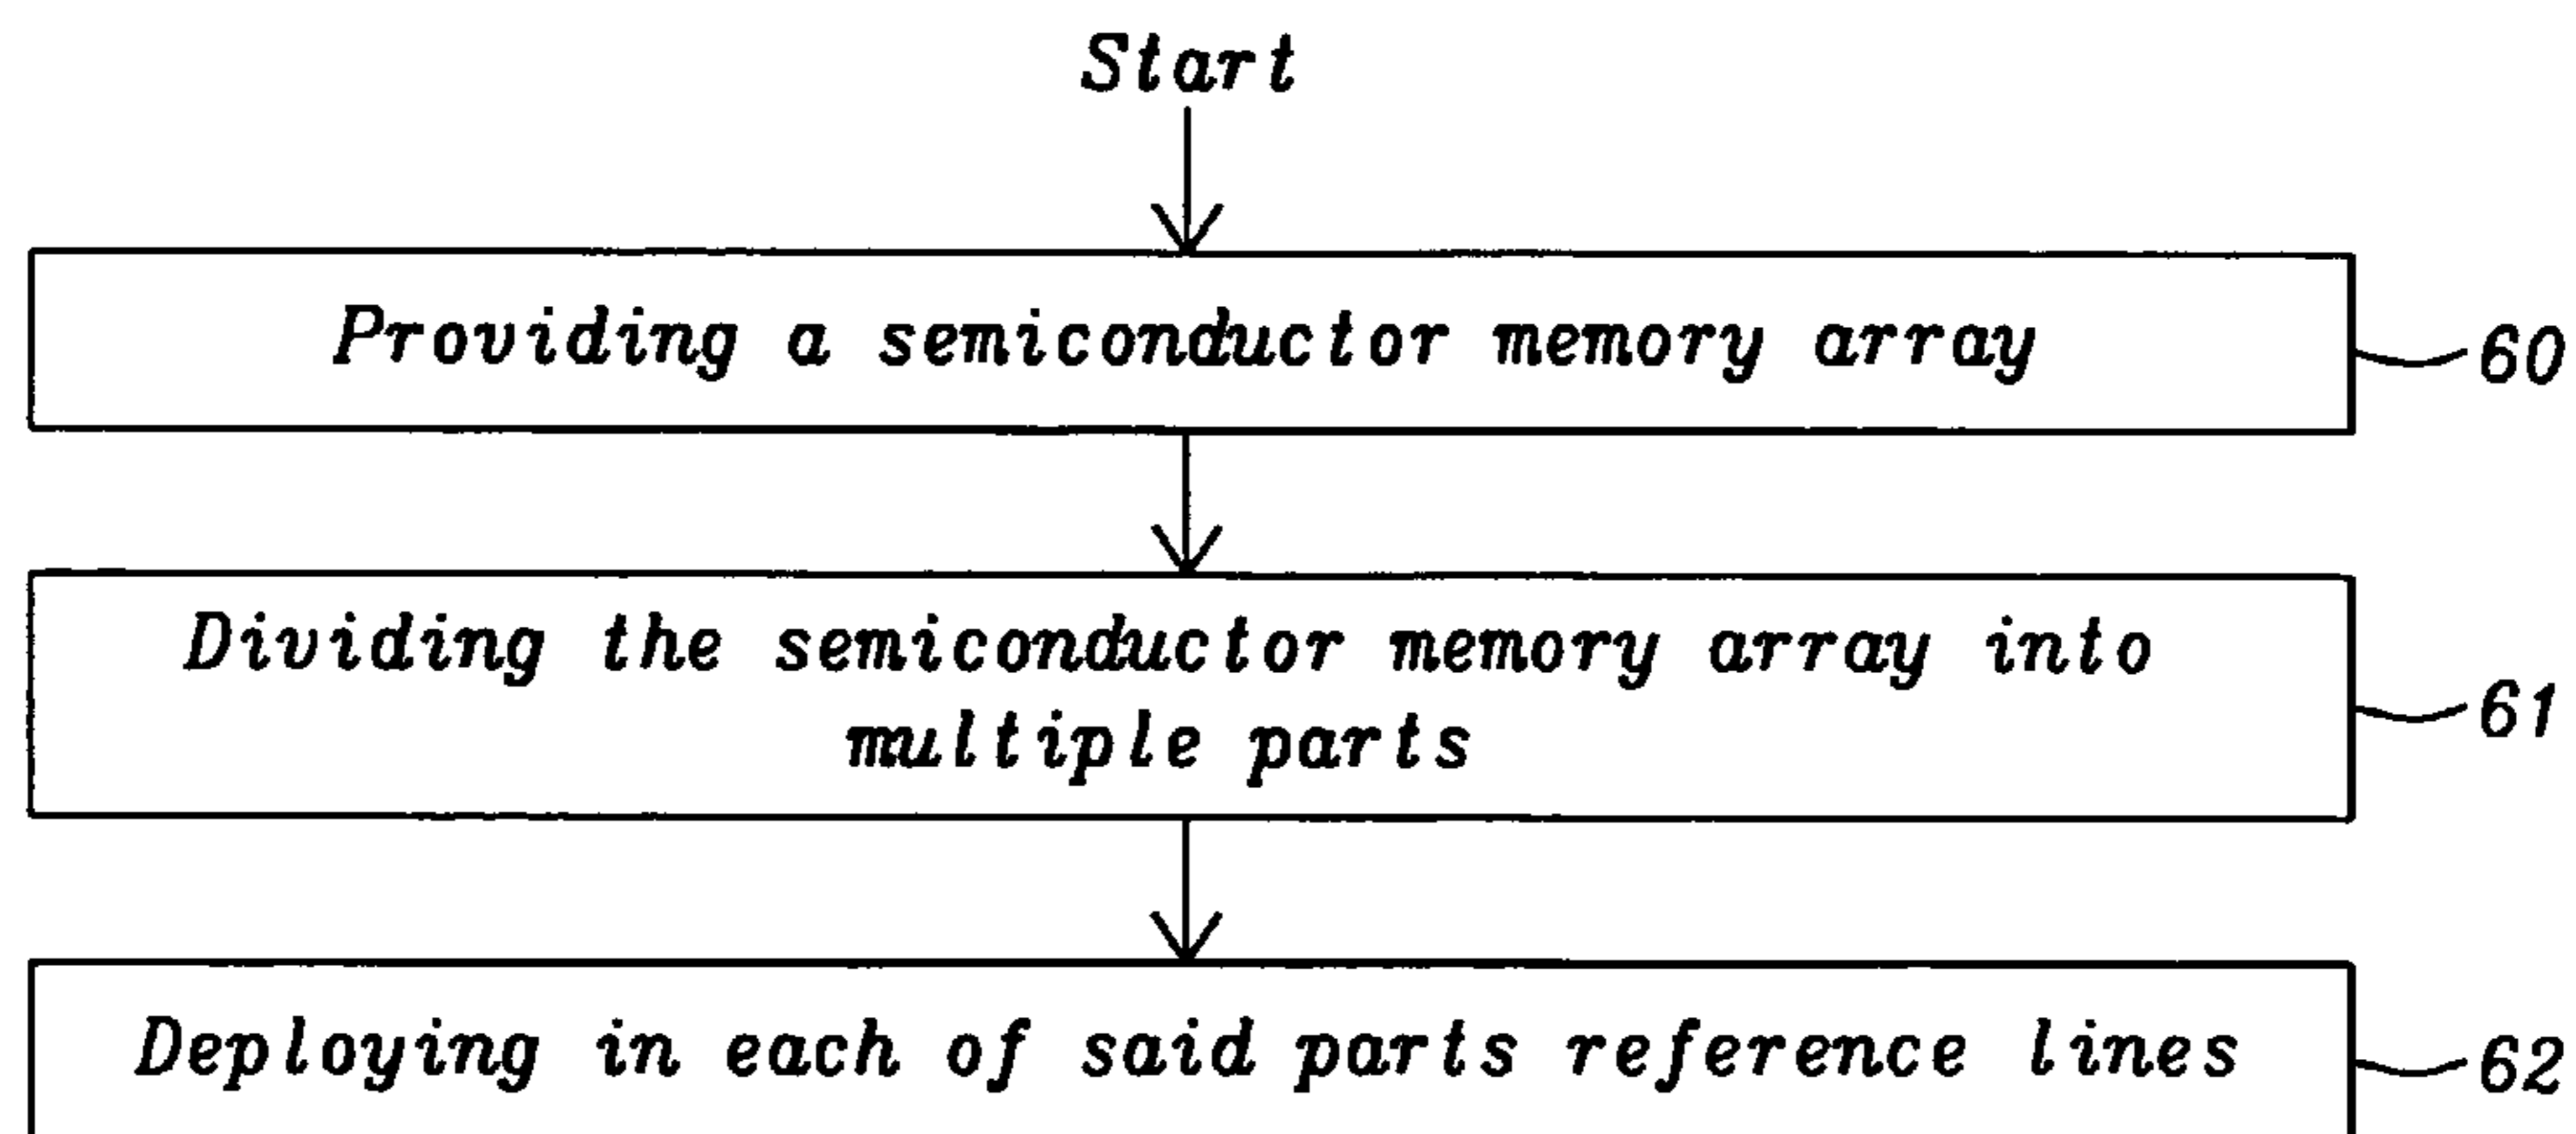 Start
Providing a semiconductor memory array
60
Dividing the semiconductor memory array into
multiple parts
61
Deploying in each of said parts reference lines
62